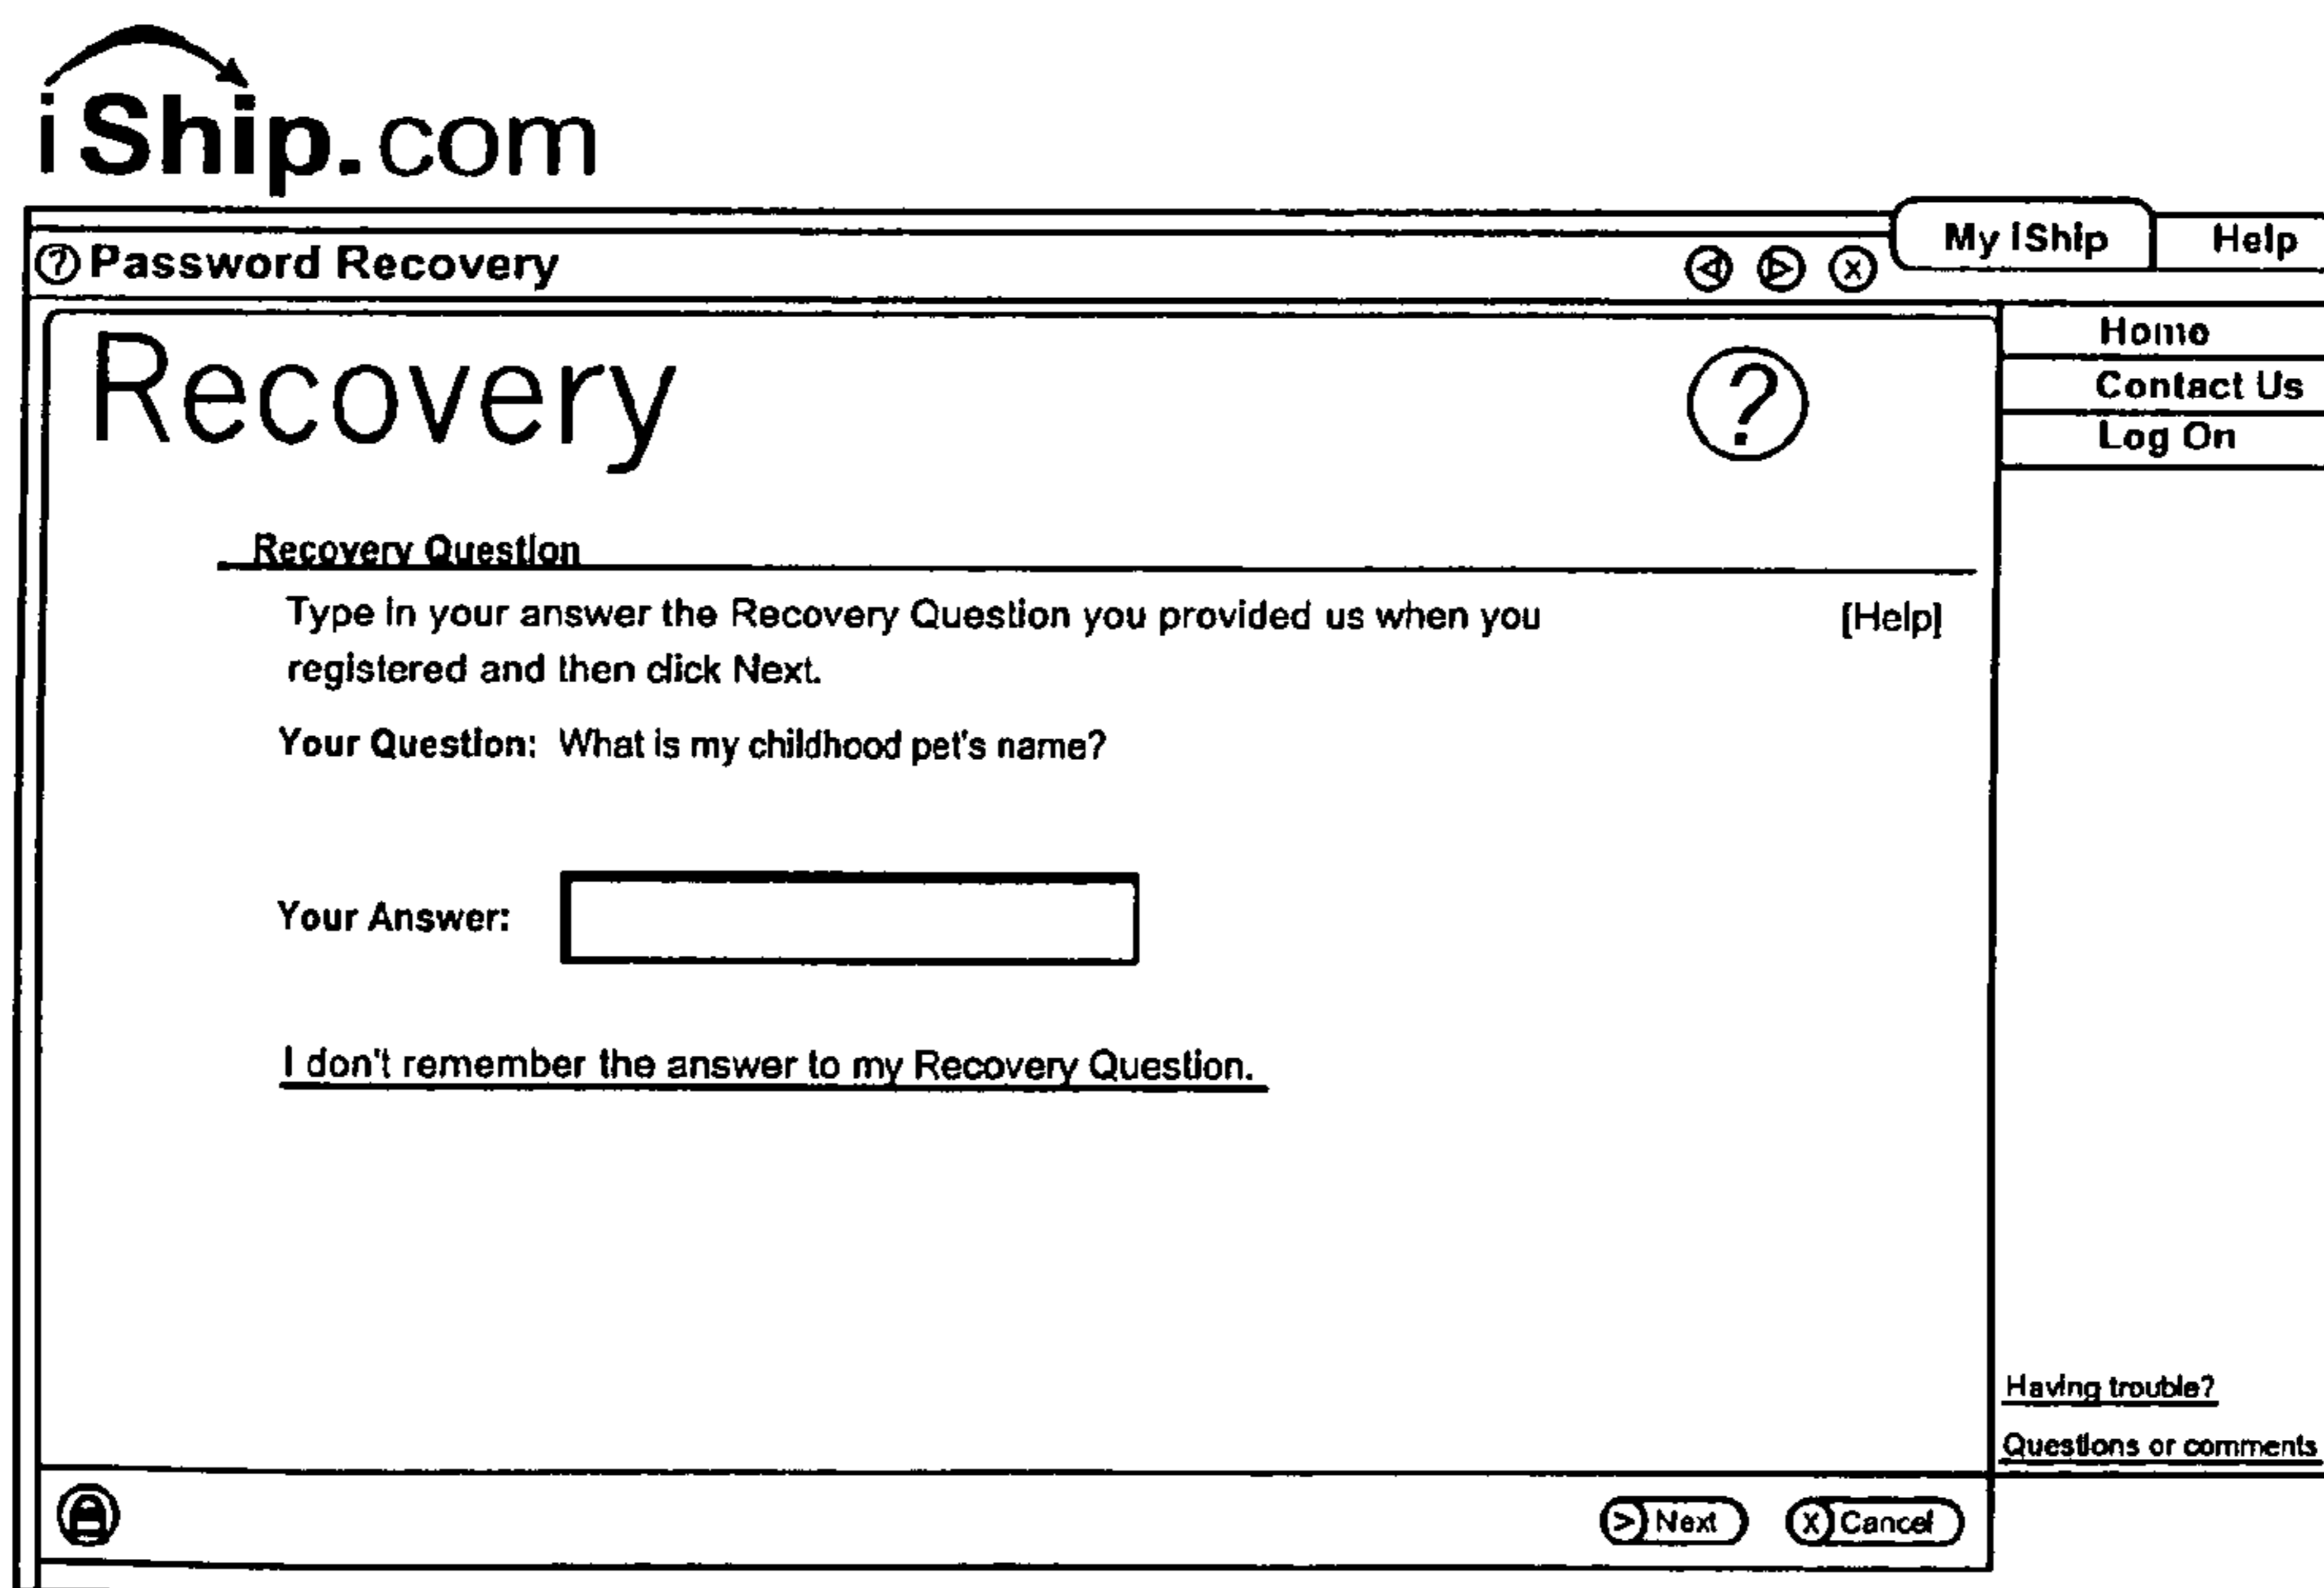 iShip.com
My iShip
Help
Password Recovery
Home
Contact Us
Log On
Recovery
?
Recovery Question
Type in your answer the Recovery Question you provided us when you
[Help]
registered and then click Next.
Your Question: What is my childhood pet's name?
Your Answer:
I don't remember the answer to my Recovery Question.
Having trouble?
Questions or comments
> Next
X Cancel